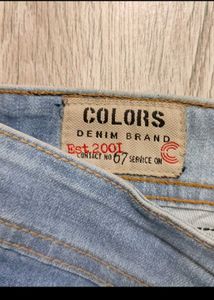 COLORS
DENIM BRAND
Est.2001
CONTACT NO 67 SERVICE ON
C